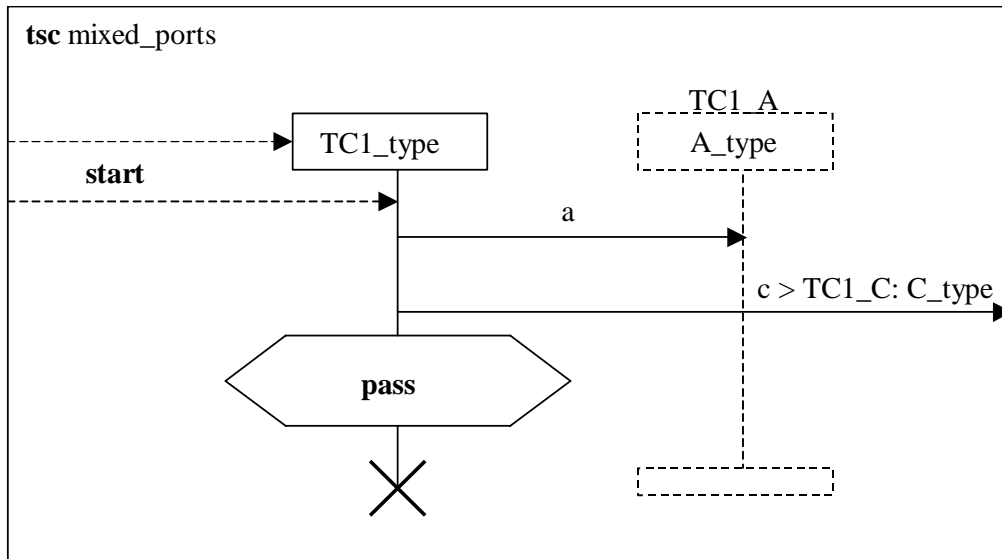 tsc mixed_ports
TC1_A
TC1_type
A_type
start
a
c > TC1_C: C_type
pass